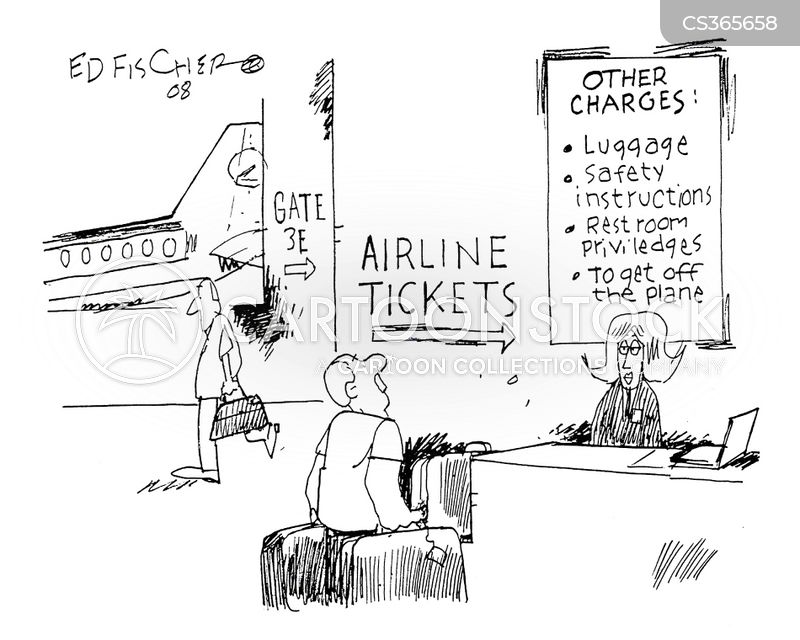 CS365658
ED FISCHER
08
GATE
3E
AIRLINE
TICKETS
OTHER
CHARGES:
• Luggage
• Safety
instructions
• Rest room
priviledges
• To get off
the plane
CARTOONSTOCK
A CARTOON COLLECTIONS COMPANY